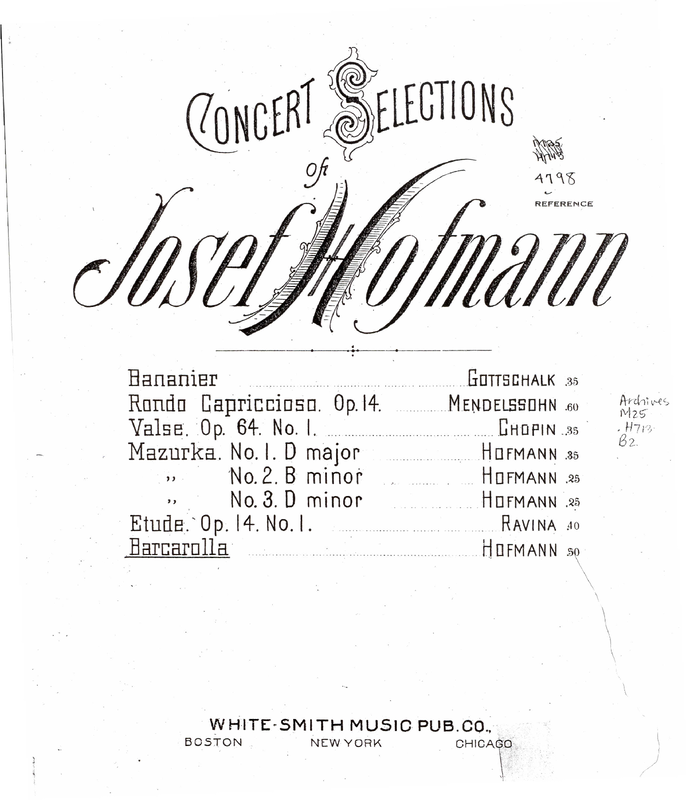 CONCERT SELECTIONS
of
Josef Hofmann
4798
REFERENCE
Bananier GOTTSCHALK .35
Rondo Capriccioso. Op.14. MENDELSSOHN .60
Valse. Op. 64. No. 1. CHOPIN .35
Mazurka. No. 1. D major HOFMANN .35
„ No. 2. B minor HOFMANN .25
„ No. 3. D minor HOFMANN .25
Etude. Op. 14. No. 1. RAVINA .40
Barcarolla HOFMANN .50
Archives
M25
.H713
B2
WHITE-SMITH MUSIC PUB. CO.,
BOSTON NEW YORK CHICAGO